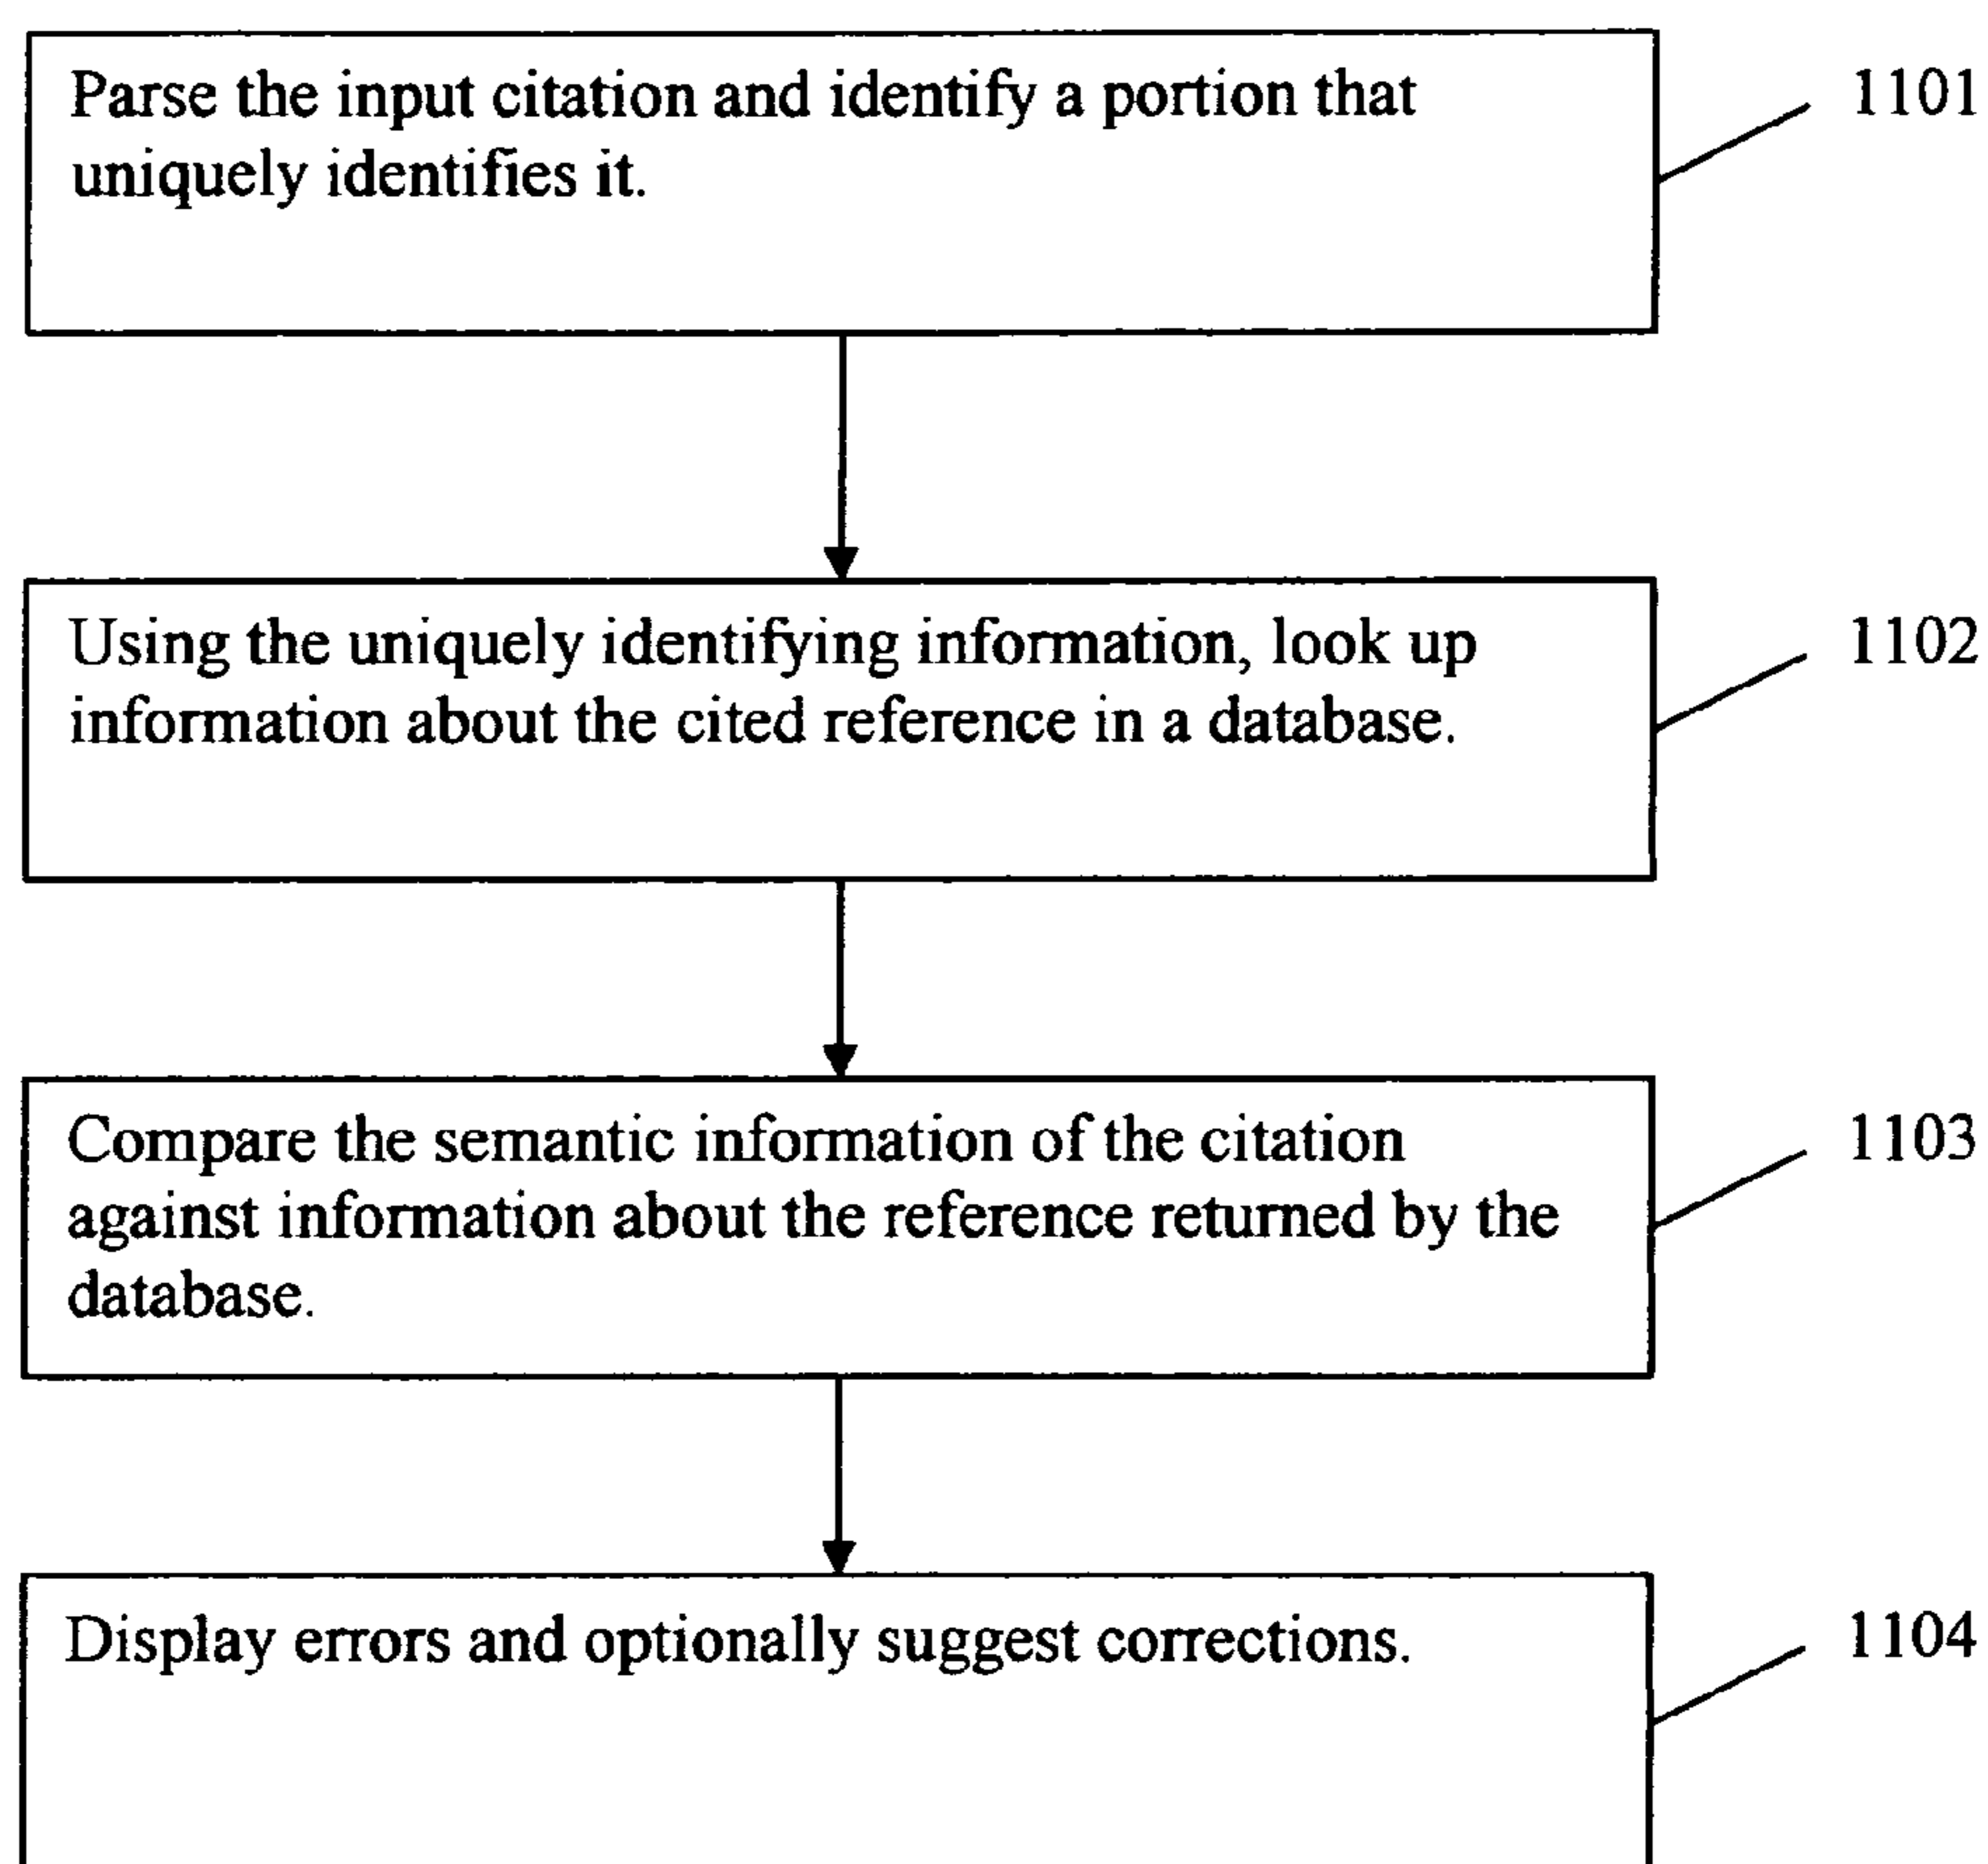 Parse the input citation and identify a portion that
uniquely identifies it.
1101
Using the uniquely identifying information, look up
information about the cited reference in a database.
1102
Compare the semantic information of the citation
against information about the reference returned by the
database.
1103
Display errors and optionally suggest corrections.
1104